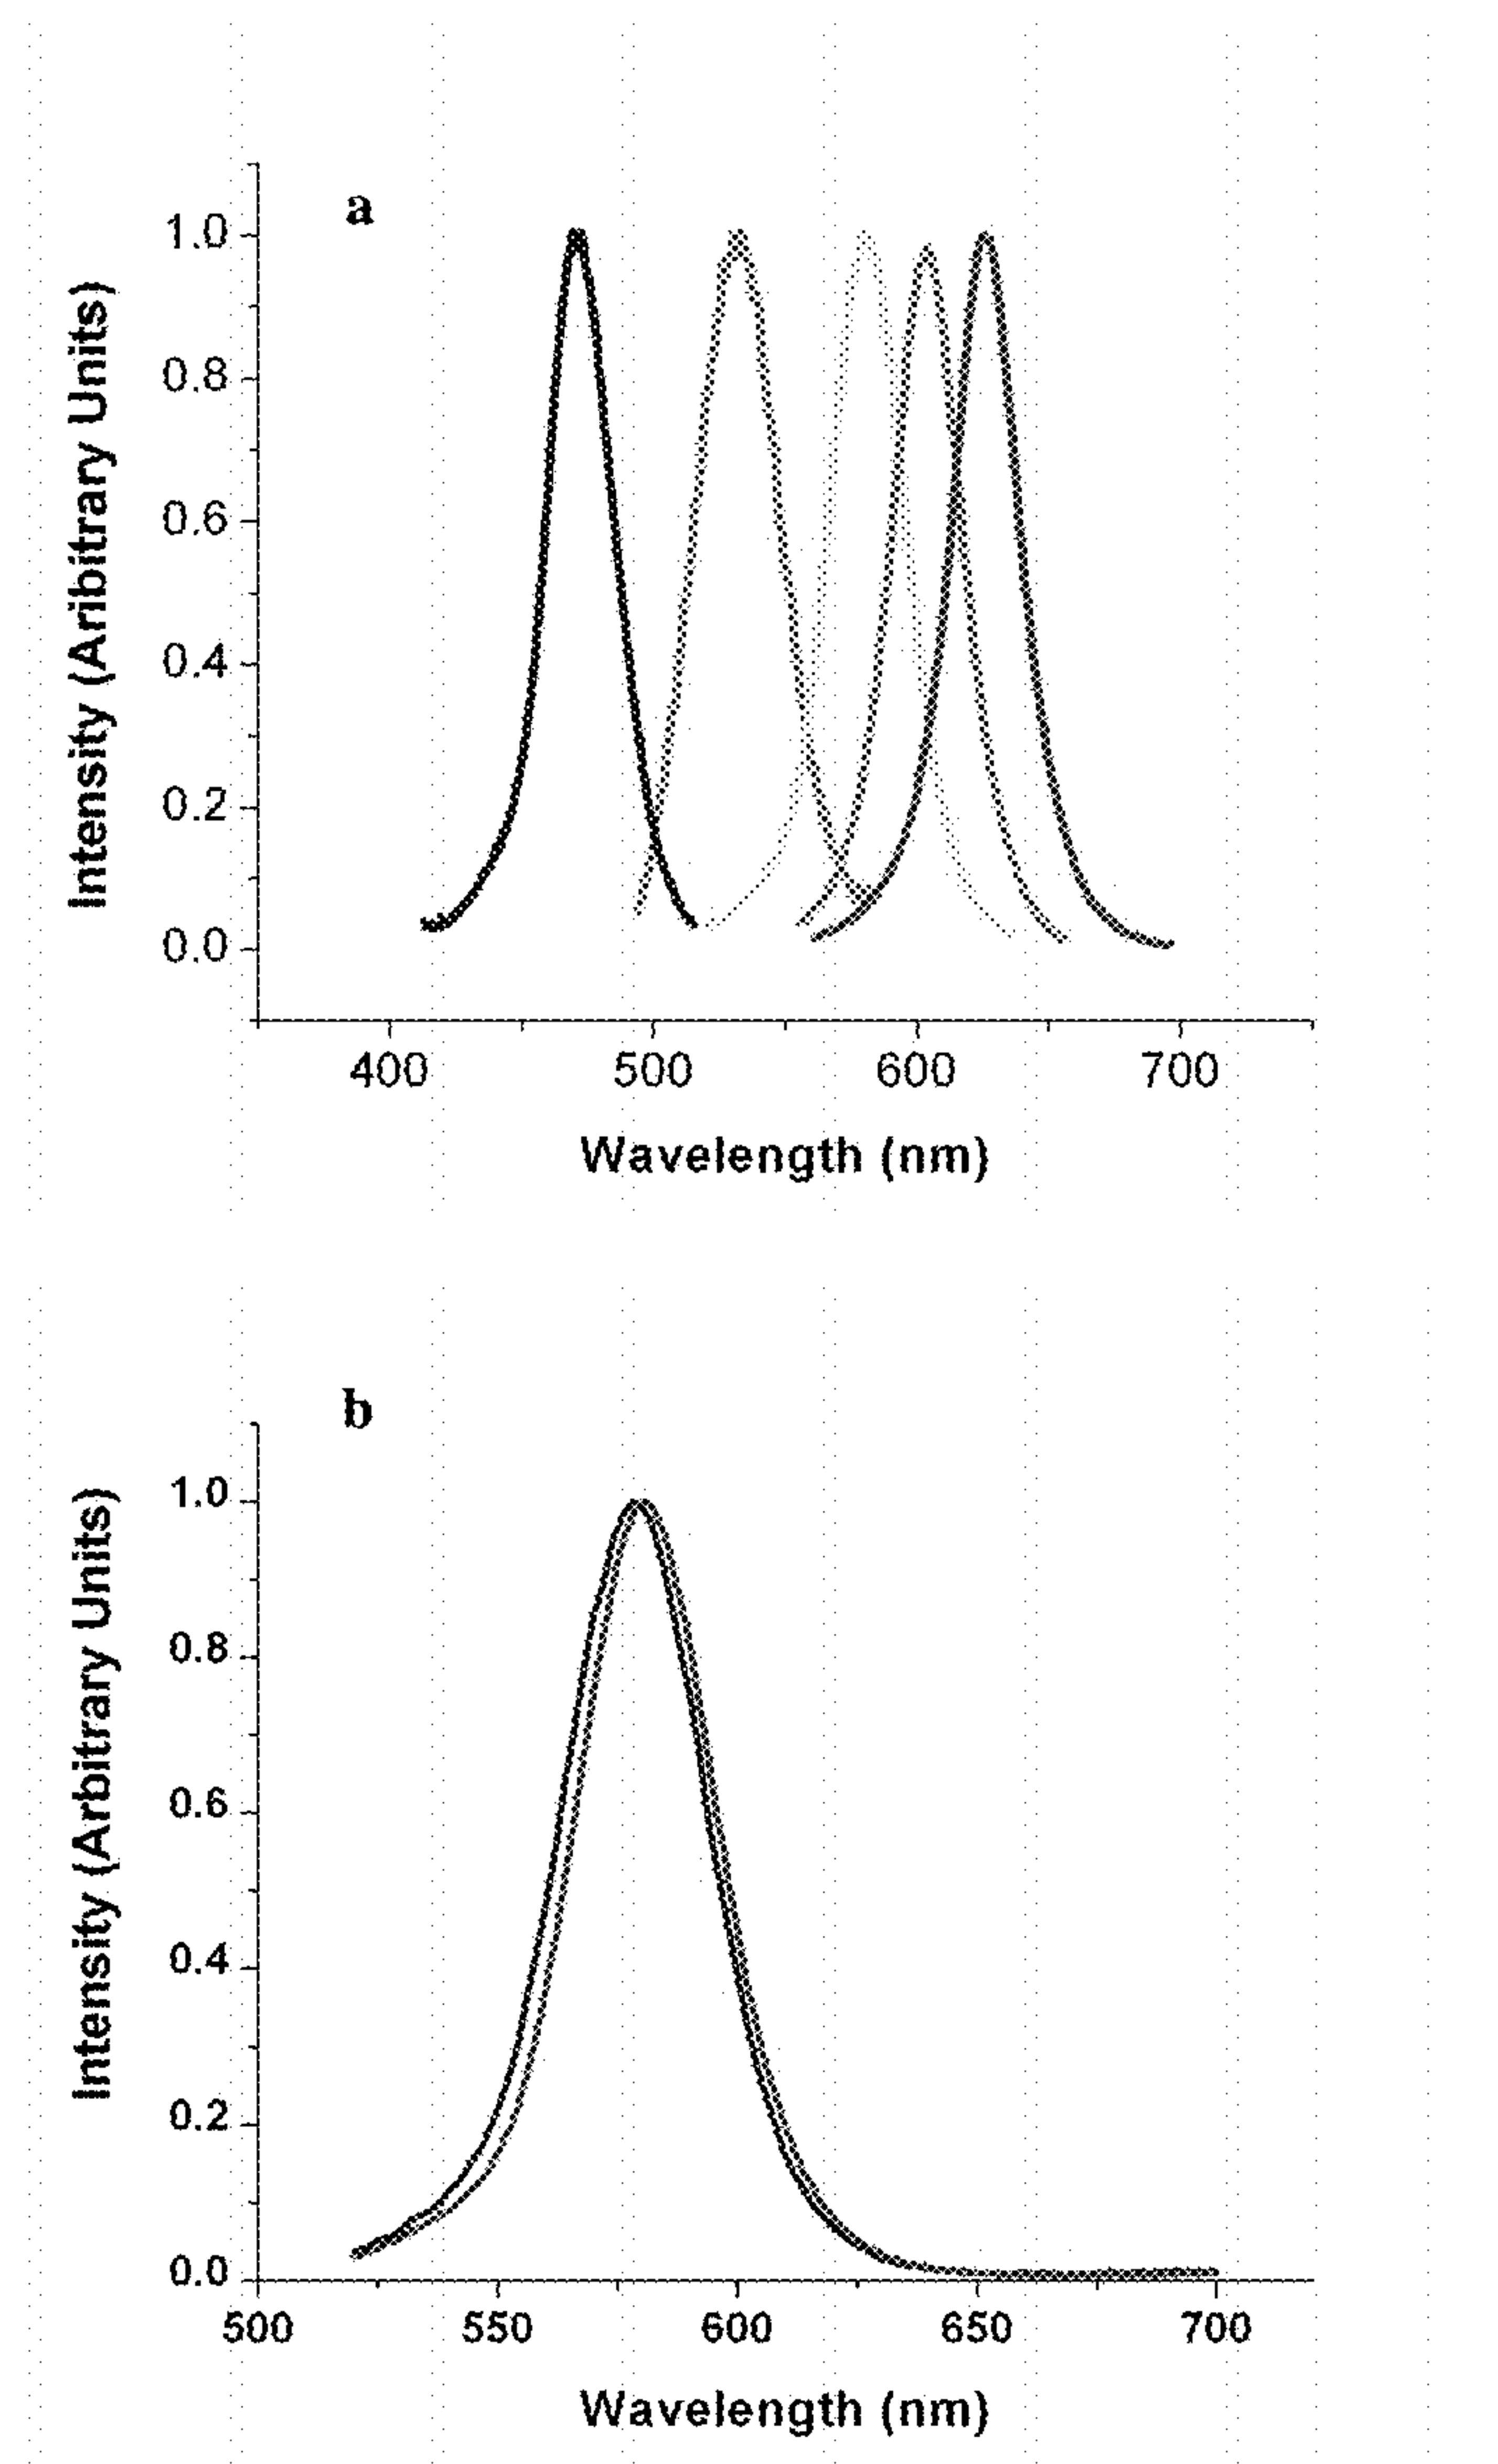 a
Intensity (Aribitrary Units)
1.0
0.8
0.6
0.4
0.2
0.0
400 500 600 700
Wavelength (nm)
b
Intensity (Arbitrary Units)
1.0
0.8
0.6
0.4
0.2
0.0
500 550 600 650 700
Wavelength (nm)